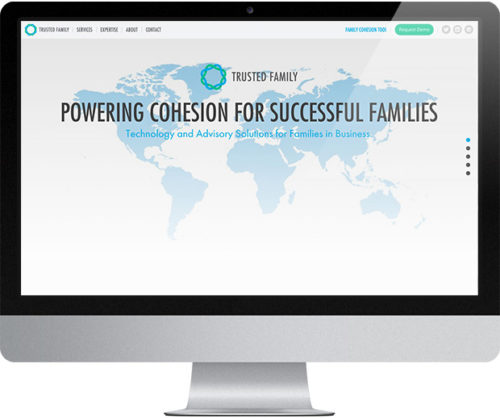 TRUSTED FAMILY / SERVICES / EXPERTISE / ABOUT / CONTACT FAMILY COHESION TOOL Request Demo
TRUSTED FAMILY
POWERING COHESION FOR SUCCESSFUL FAMILIES
Technology and Advisory Solutions for Families in Business.